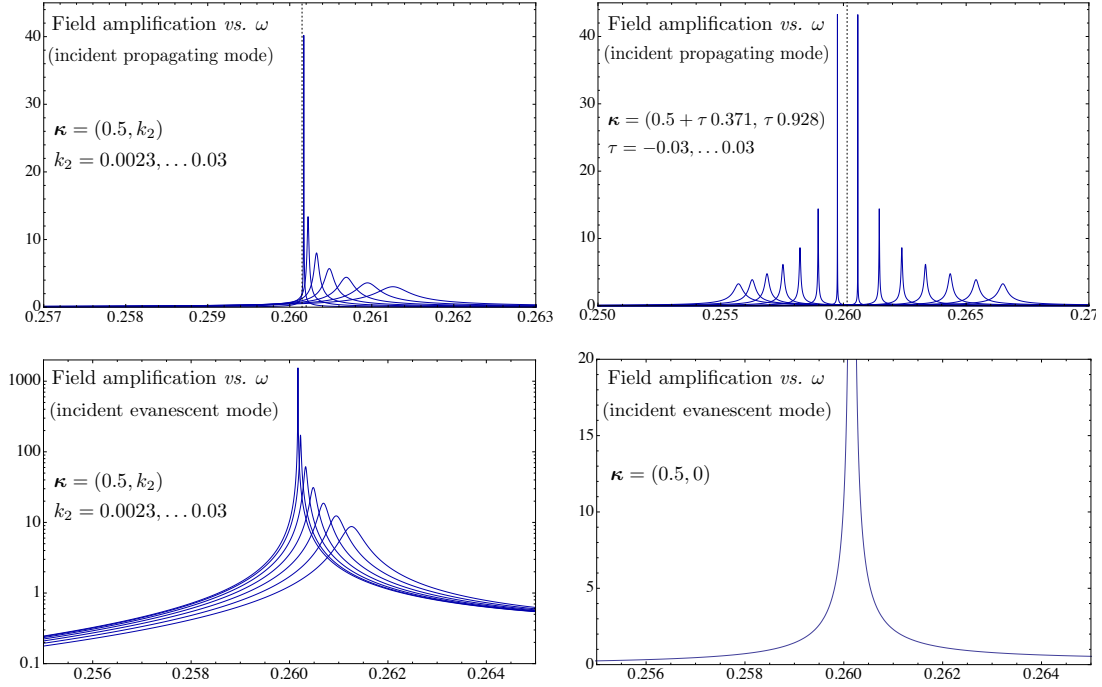 Field amplification vs. ω
(incident propagating mode)
κ = (0.5, k₂)
k₂ = 0.0023, … 0.03
40
30
20
10
0
0.257 0.258 0.259 0.260 0.261 0.262 0.263
Field amplification vs. ω
(incident propagating mode)
κ = (0.5 + τ 0.371, τ 0.928)
τ = −0.03, … 0.03
40
30
20
10
0
0.250 0.255 0.260 0.265 0.27
Field amplification vs. ω
(incident evanescent mode)
κ = (0.5, k₂)
k₂ = 0.0023, … 0.03
1000
100
10
1
0.1
0.256 0.258 0.260 0.262 0.264
Field amplification vs. ω
(incident evanescent mode)
κ = (0.5, 0)
20
15
10
5
0
0.256 0.258 0.260 0.262 0.264